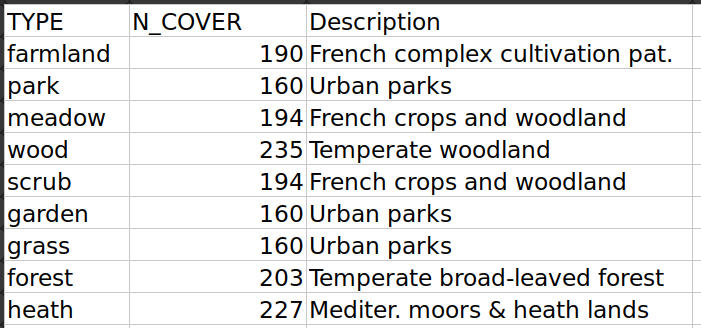 TYPE N_COVER Description
farmland 190 French complex cultivation pat.
park 160 Urban parks
meadow 194 French crops and woodland
wood 235 Temperate woodland
scrub 194 French crops and woodland
garden 160 Urban parks
grass 160 Urban parks
forest 203 Temperate broad-leaved forest
heath 227 Mediter. moors & heath lands